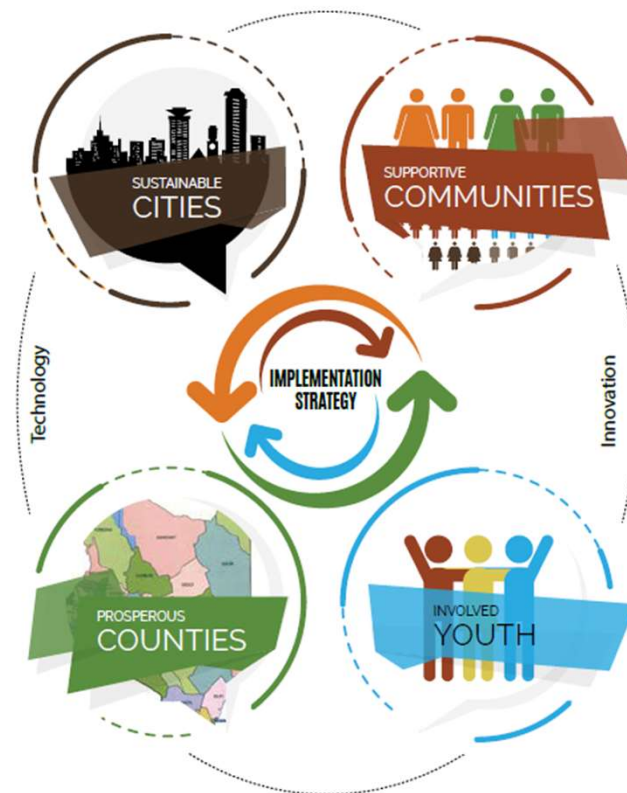 SUSTAINABLE
CITIES
SUPPORTIVE
COMMUNITIES
Technology
IMPLEMENTATION
STRATEGY
Innovation
PROSPEROUS
COUNTIES
INVOLVED
YOUTH